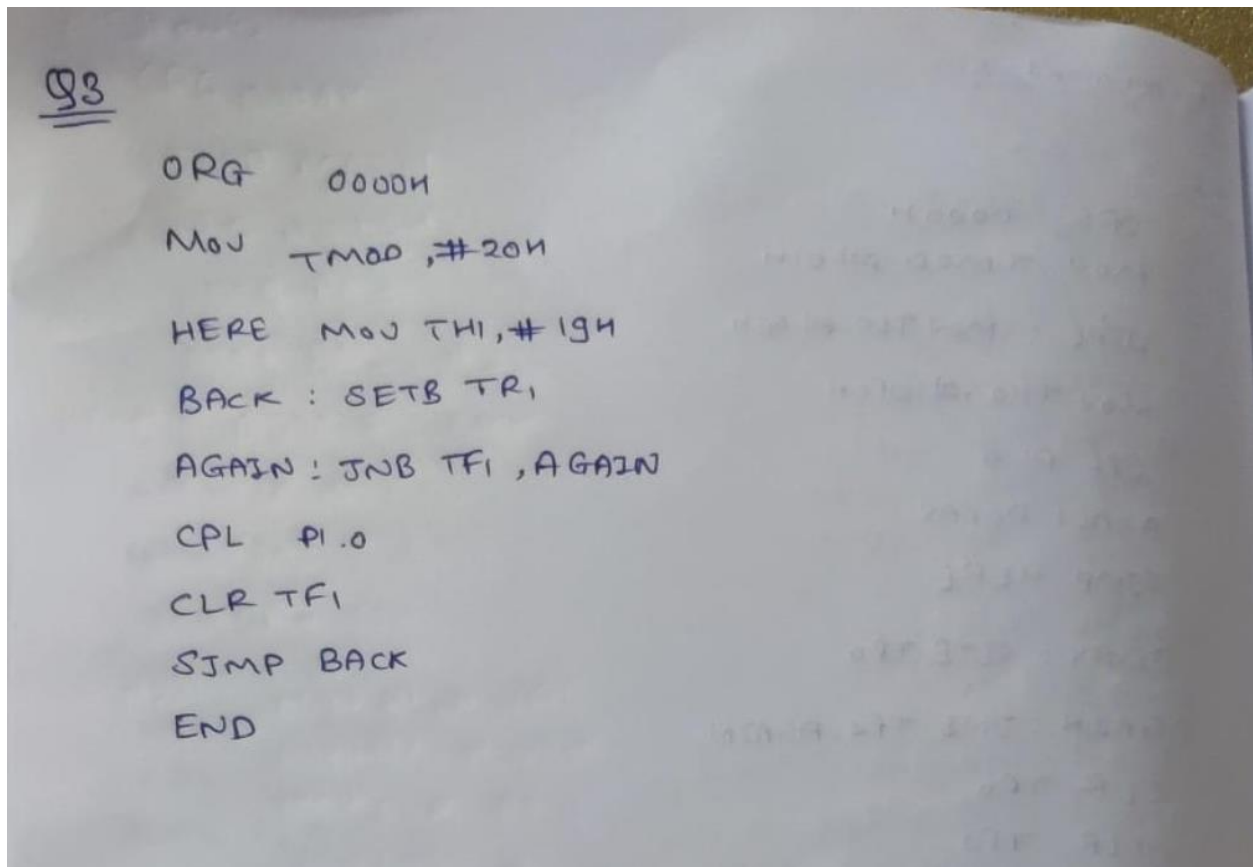 Q3
ORG 0000H
MOV TMOD, #20H
HERE MOV TH1, #19H
BACK : SETB TR1
AGAIN : JNB TF1, AGAIN
CPL P1.0
CLR TF1
SJMP BACK
END